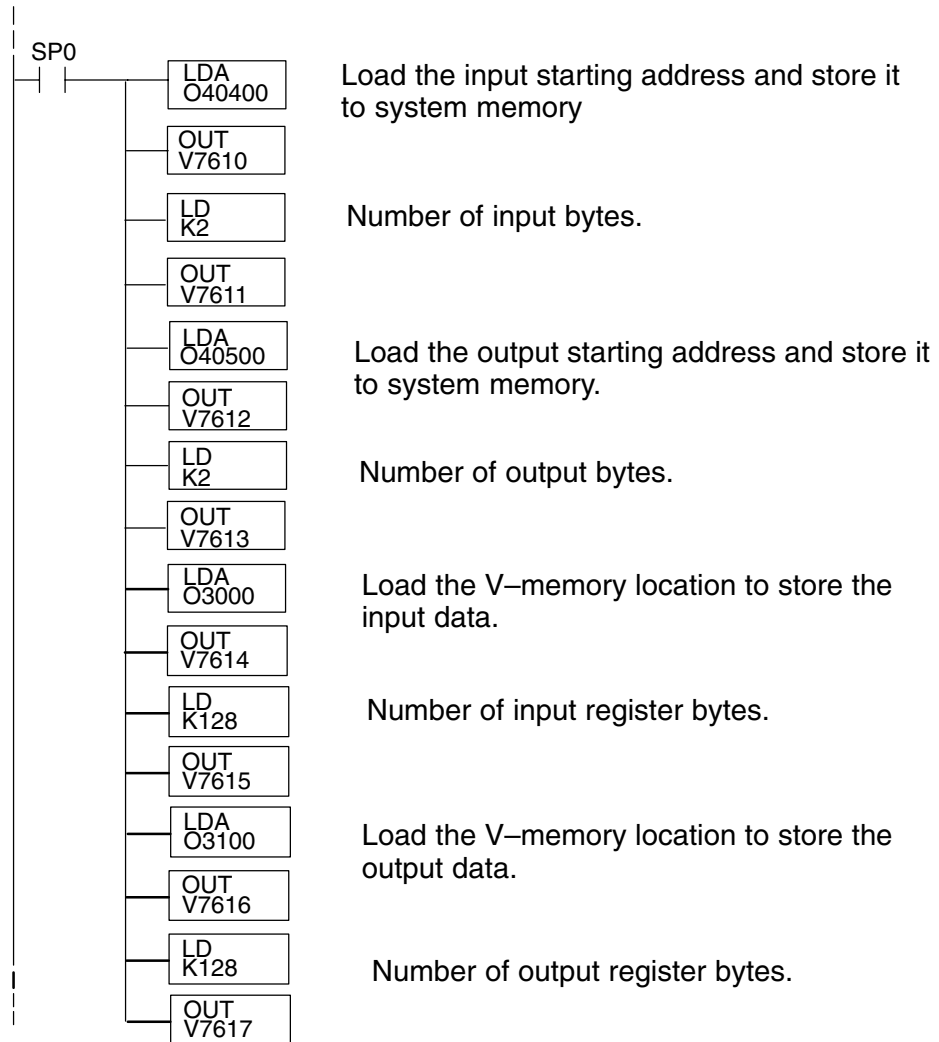 SP0
LDA
O40400
Load the input starting address and store it
to system memory
OUT
V7610
LD
K2
Number of input bytes.
OUT
V7611
LDA
O40500
Load the output starting address and store it
to system memory.
OUT
V7612
LD
K2
Number of output bytes.
OUT
V7613
LDA
O3000
Load the V–memory location to store the
input data.
OUT
V7614
LD
K128
Number of input register bytes.
OUT
V7615
LDA
O3100
Load the V–memory location to store the
output data.
OUT
V7616
LD
K128
Number of output register bytes.
OUT
V7617